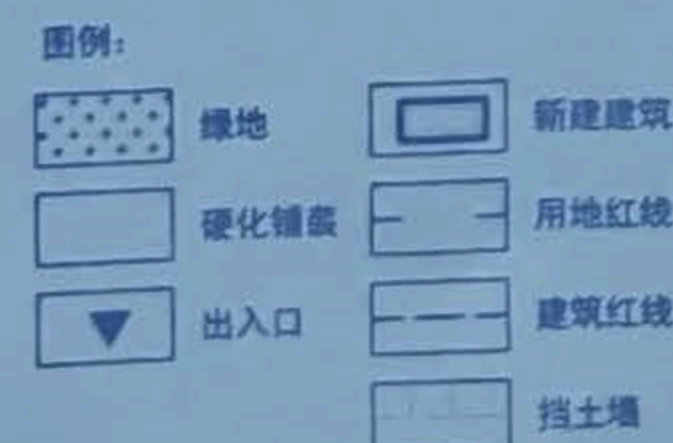 图例：
绿地
新建建筑
硬化铺装
用地红线
出入口
建筑红线
挡土墙